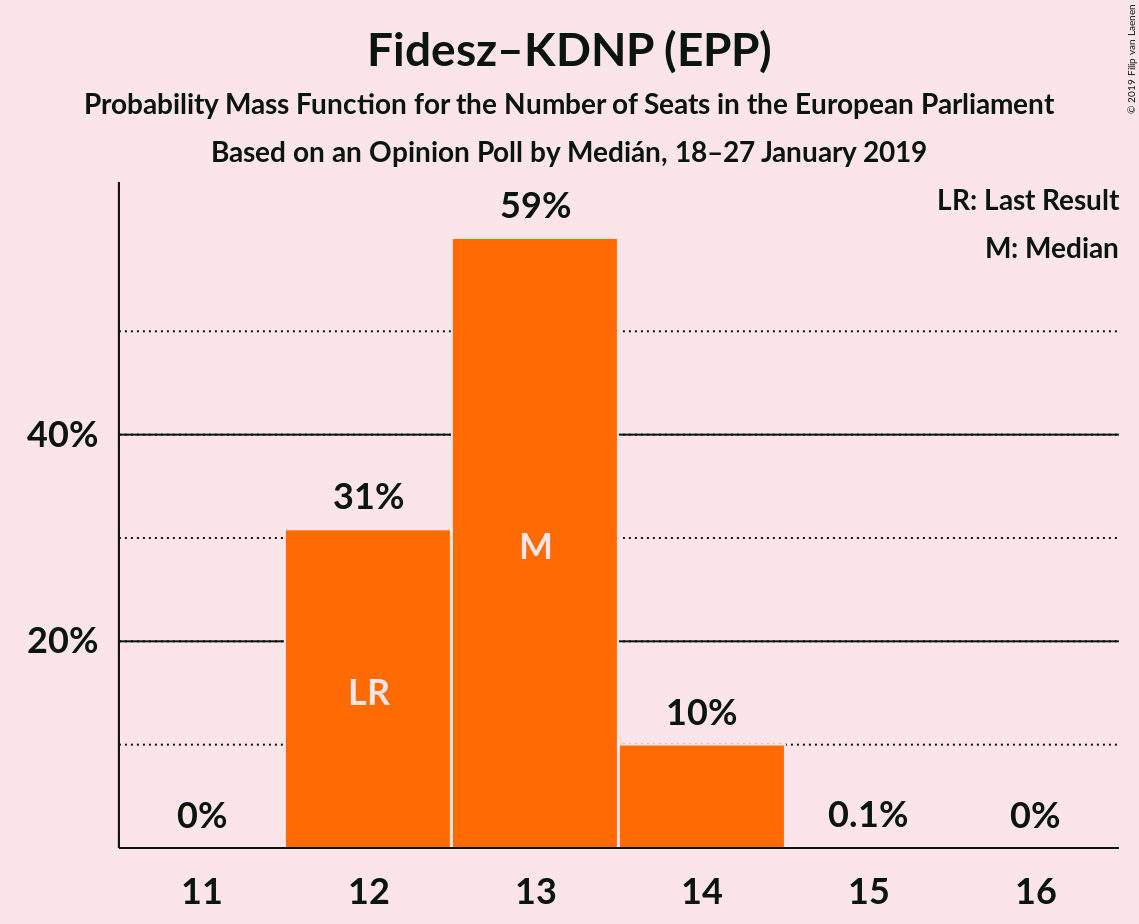 Fidesz–KDNP (EPP)
Probability Mass Function for the Number of Seats in the European Parliament
Based on an Opinion Poll by Medián, 18–27 January 2019
© 2019 Filip van Laenen
LR: Last Result
M: Median
59%
40%
31%
M
20%
LR
10%
0%
0.1%
0%
11 12 13 14 15 16